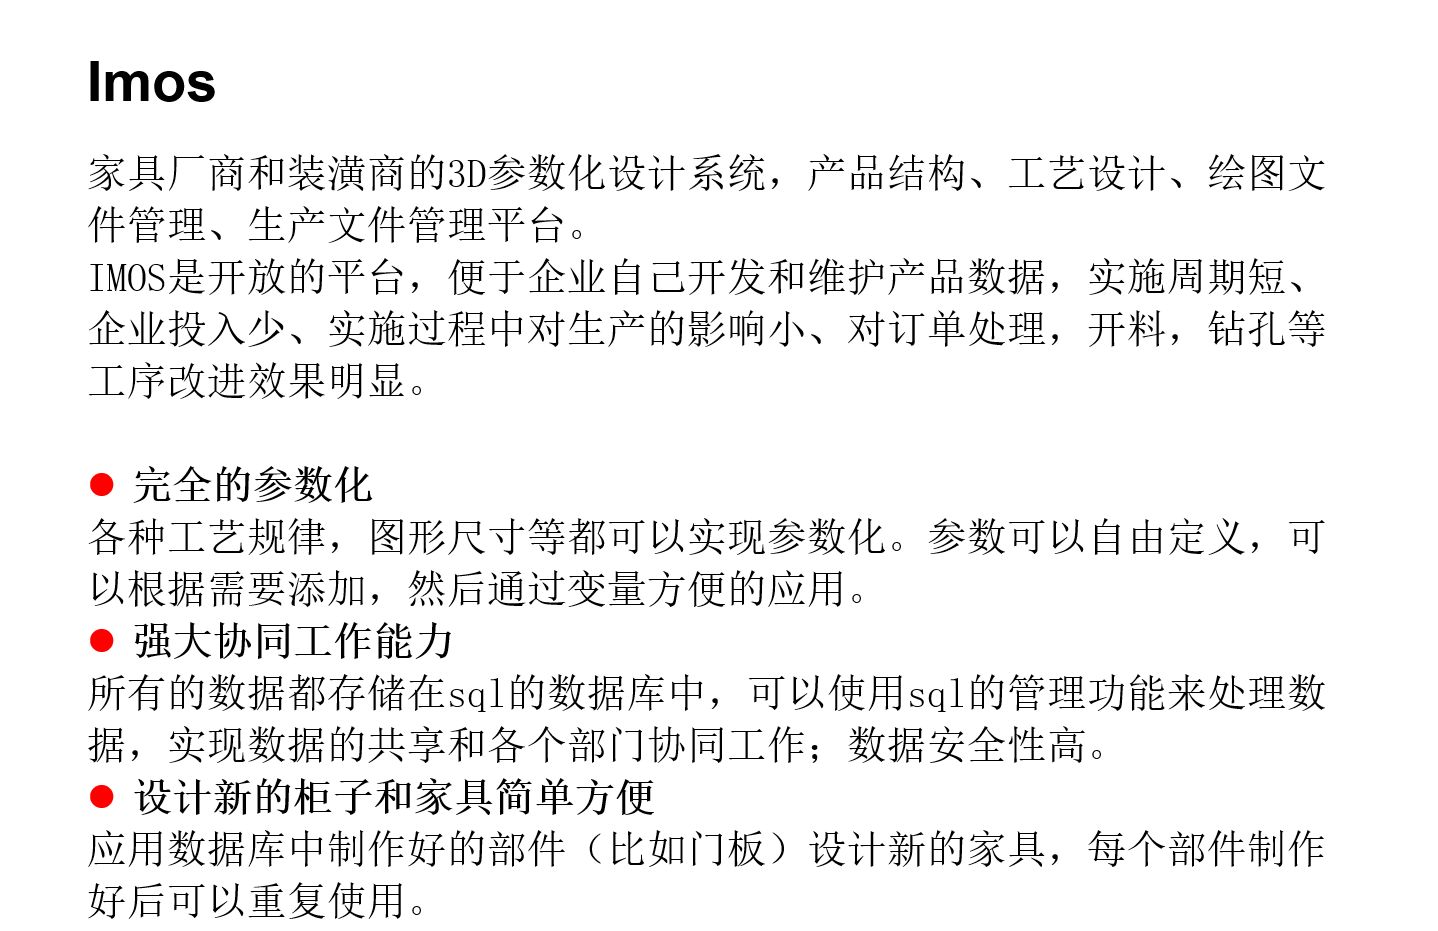 Imos
家具厂商和装潢商的3D参数化设计系统，产品结构、工艺设计、绘图文
件管理、生产文件管理平台。
IMOS是开放的平台，便于企业自己开发和维护产品数据，实施周期短、
企业投入少、实施过程中对生产的影响小、对订单处理，开料，钻孔等
工序改进效果明显。
● 完全的参数化
各种工艺规律，图形尺寸等都可以实现参数化。参数可以自由定义，可
以根据需要添加，然后通过变量方便的应用。
● 强大协同工作能力
所有的数据都存储在sql的数据库中，可以使用sql的管理功能来处理数
据，实现数据的共享和各个部门协同工作；数据安全性高。
● 设计新的柜子和家具简单方便
应用数据库中制作好的部件（比如门板）设计新的家具，每个部件制作
好后可以重复使用。